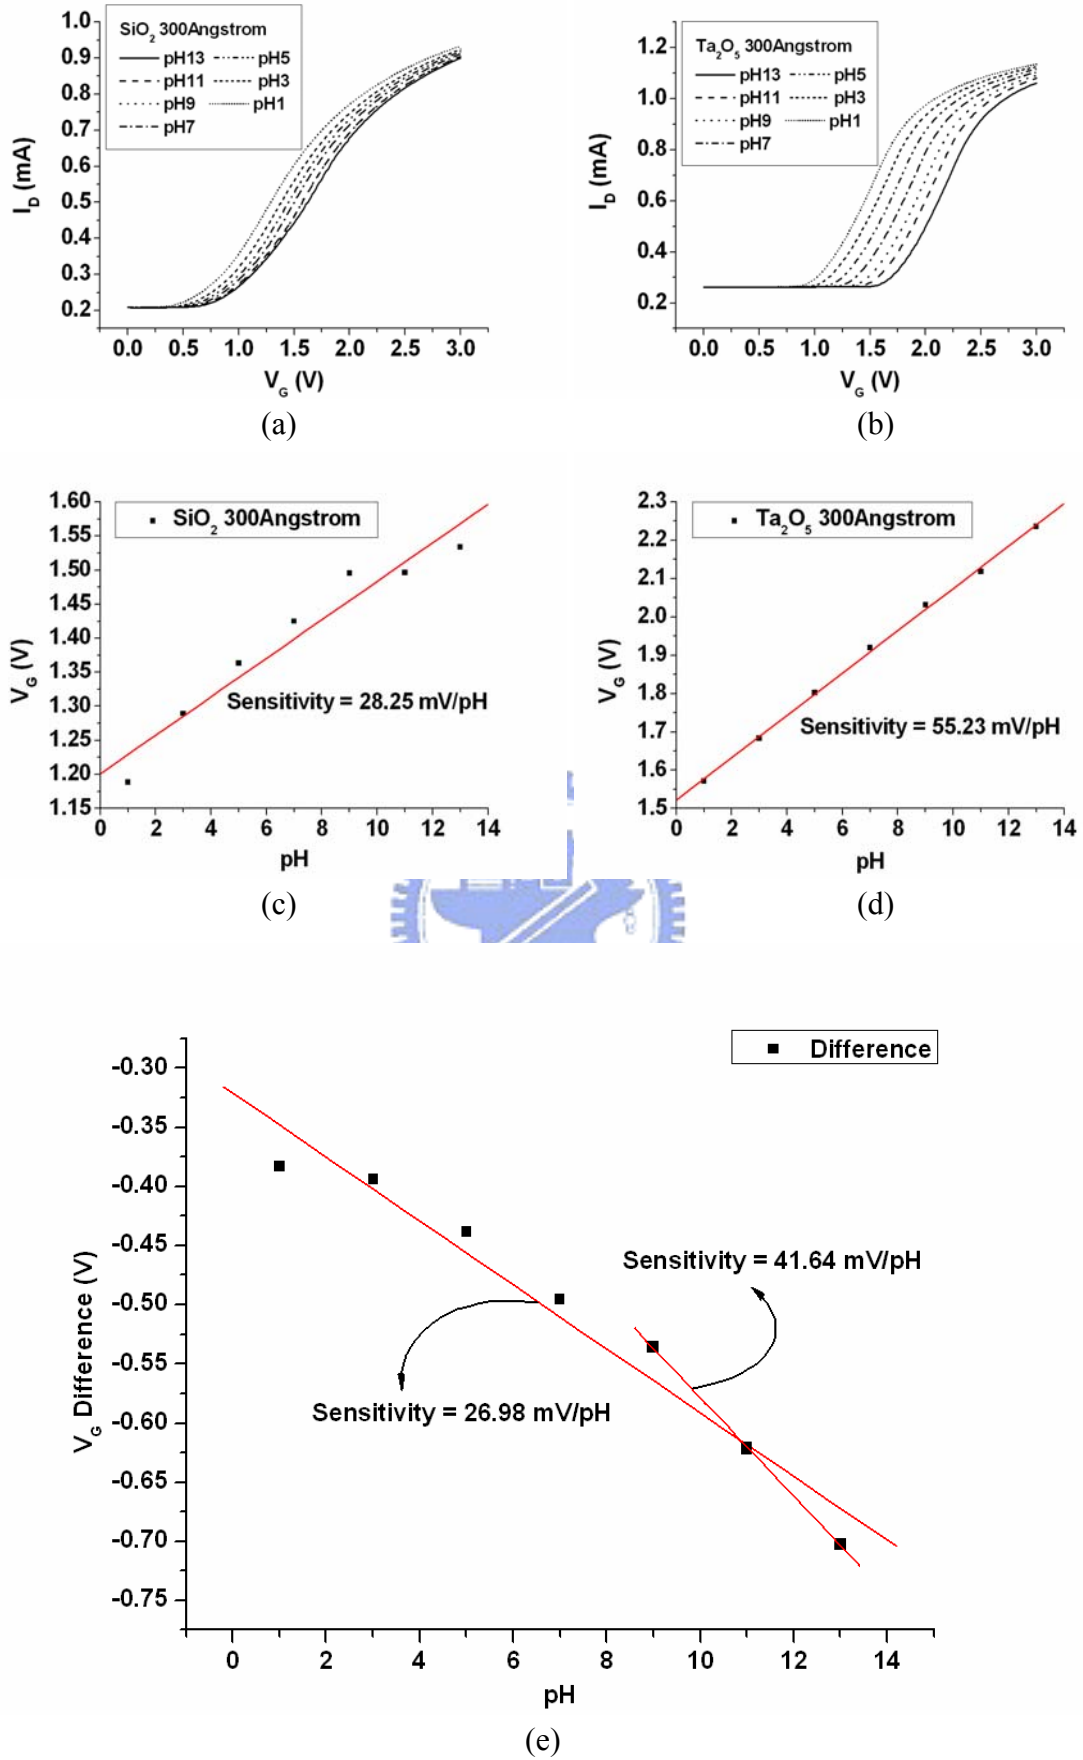 SiO2 300Angstrom
pH13 pH5
pH11 pH3
pH9 pH1
pH7
1.0
0.9
0.8
0.7
0.6
0.5
0.4
0.3
0.2
ID (mA)
0.0 0.5 1.0 1.5 2.0 2.5 3.0
VG (V)
(a)
Ta2O5 300Angstrom
pH13 pH5
pH11 pH3
pH9 pH1
pH7
1.2
1.0
0.8
0.6
0.4
0.2
ID (mA)
0.0 0.5 1.0 1.5 2.0 2.5 3.0
VG (V)
(b)
SiO2 300Angstrom
1.60
1.55
1.50
1.45
1.40
1.35
1.30
1.25
1.20
1.15
VG (V)
Sensitivity = 28.25 mV/pH
0 2 4 6 8 10 12 14
pH
(c)
Ta2O5 300Angstrom
2.3
2.2
2.1
2.0
1.9
1.8
1.7
1.6
1.5
VG (V)
Sensitivity = 55.23 mV/pH
0 2 4 6 8 10 12 14
pH
(d)
Difference
-0.30
-0.35
-0.40
-0.45
-0.50
-0.55
-0.60
-0.65
-0.70
-0.75
VG Difference (V)
Sensitivity = 41.64 mV/pH
Sensitivity = 26.98 mV/pH
0 2 4 6 8 10 12 14
pH
(e)